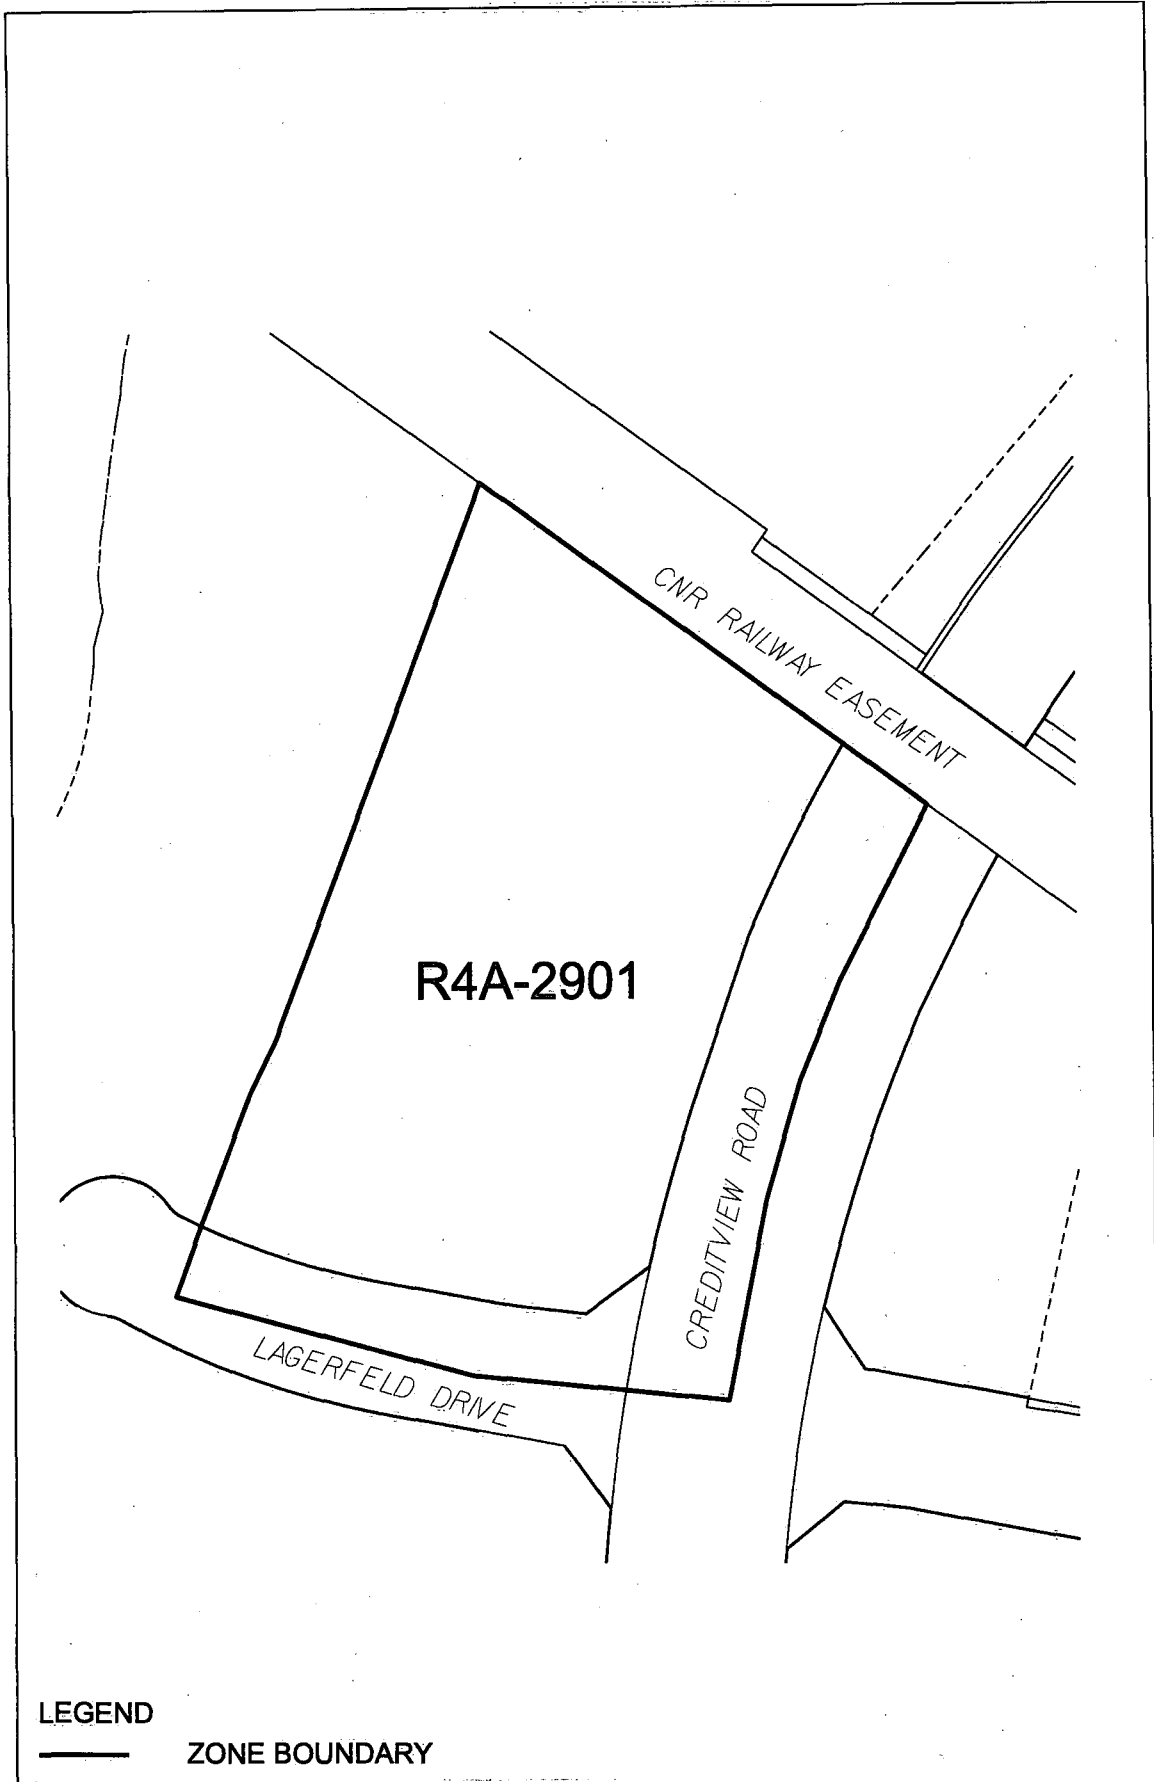 CNR RAILWAY EASEMENT
R4A-2901
CREDITVIEW ROAD
LAGERFELD DRIVE
LEGEND
ZONE BOUNDARY